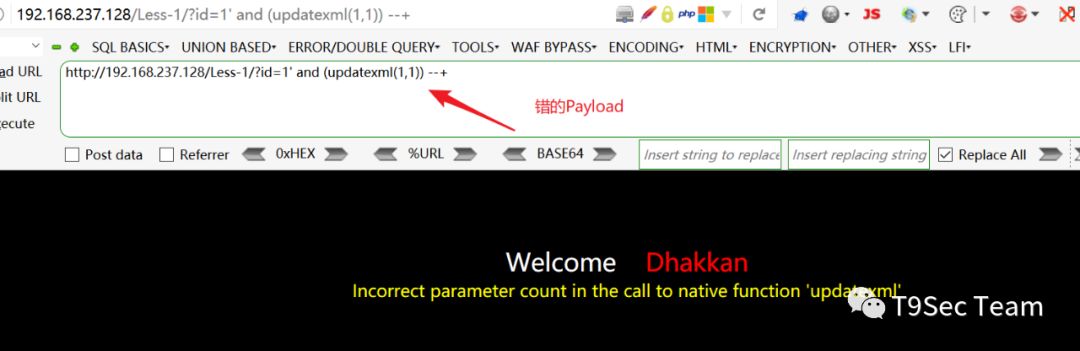 192.168.237.128/Less-1/?id=1' and (updatexml(1,1)) --+
php
JS
SQL BASICS▾ UNION BASED▾ ERROR/DOUBLE QUERY▾ TOOLS▾ WAF BYPASS▾ ENCODING▾ HTML▾ ENCRYPTION▾ OTHER▾ XSS▾ LFI▾
ad URL
http://192.168.237.128/Less-1/?id=1' and (updatexml(1,1)) --+
plit URL
错的Payload
xecute
Post data Referrer 0xHEX %URL BASE64 Insert string to replace Insert replacing string Replace All
Welcome Dhakkan
Incorrect parameter count in the call to native function 'updatexml'
T9Sec Team